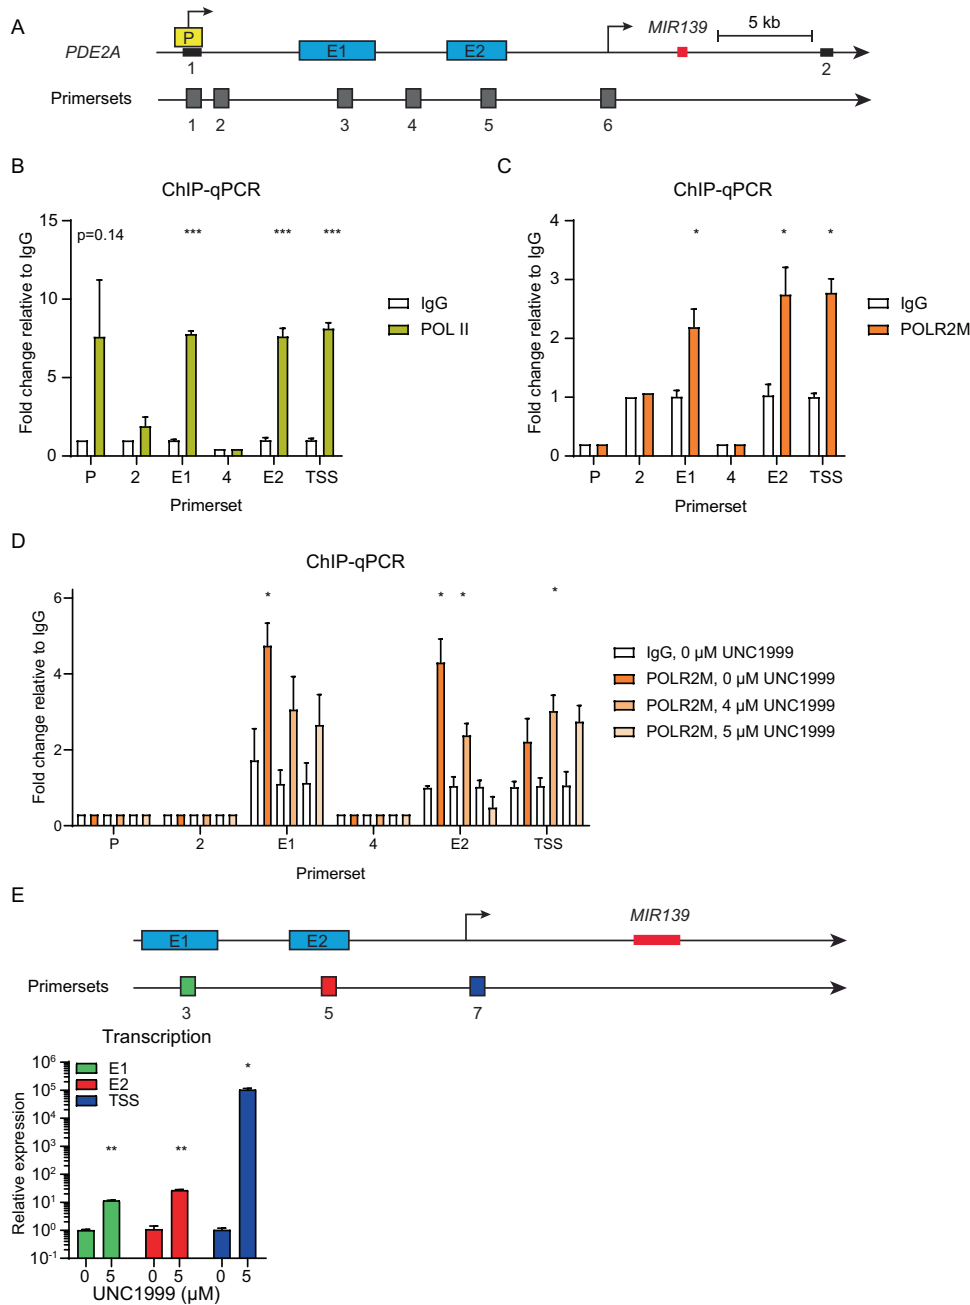 A
P
E1
E2
MIR139
5 kb
PDE2A
1
2
Primersets
1 2 3 4 5 6
B
ChIP-qPCR
Fold change relative to IgG
15
10
5
0
p=0.14
***
***
***
P 2 E1 4 E2 TSS
Primerset
IgG
POL II
C
ChIP-qPCR
Fold change relative to IgG
4
3
2
1
0
*
*
*
P 2 E1 4 E2 TSS
Primerset
IgG
POLR2M
D
ChIP-qPCR
Fold change relative to IgG
6
4
2
0
*
*
*
*
P 2 E1 4 E2 TSS
Primerset
IgG, 0 µM UNC1999
POLR2M, 0 µM UNC1999
POLR2M, 4 µM UNC1999
POLR2M, 5 µM UNC1999
E
E1
E2
MIR139
Primersets
3 5 7
Transcription
Relative expression
10⁶
10⁵
10⁴
10³
10²
10¹
10⁰
10⁻¹
E1
E2
TSS
**
**
*
0 5 0 5 0 5
UNC1999 (µM)